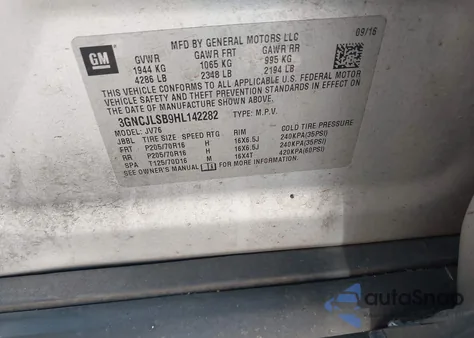 MFD BY GENERAL MOTORS LLC
09/16
GM
GVWR GAWR FRT GAWR RR
1944 KG 1065 KG 995 KG
4286 LB 2348 LB 2194 LB
THIS VEHICLE CONFORMS TO ALL APPLICABLE U.S. FEDERAL MOTOR
VEHICLE SAFETY AND THEFT PREVENTION STANDARDS IN EFFECT ON
THE DATE OF MANUFACTURE SHOWN ABOVE.
3GNCJLSB9HL142282 TYPE: M.P.V.
MODEL: JV76
JBBL TIRE SIZE SPEED RTG RIM COLD TIRE PRESSURE
FRT P205/70R16 H 16X6.5J 240KPA(35PSI)
RR P205/70R16 H 16X6.5J 240KPA(35PSI)
SPA T125/70D16 M 16X4T 420KPA(60PSI)
SEE OWNER'S MANUAL FOR MORE INFORMATION.
autoSnap